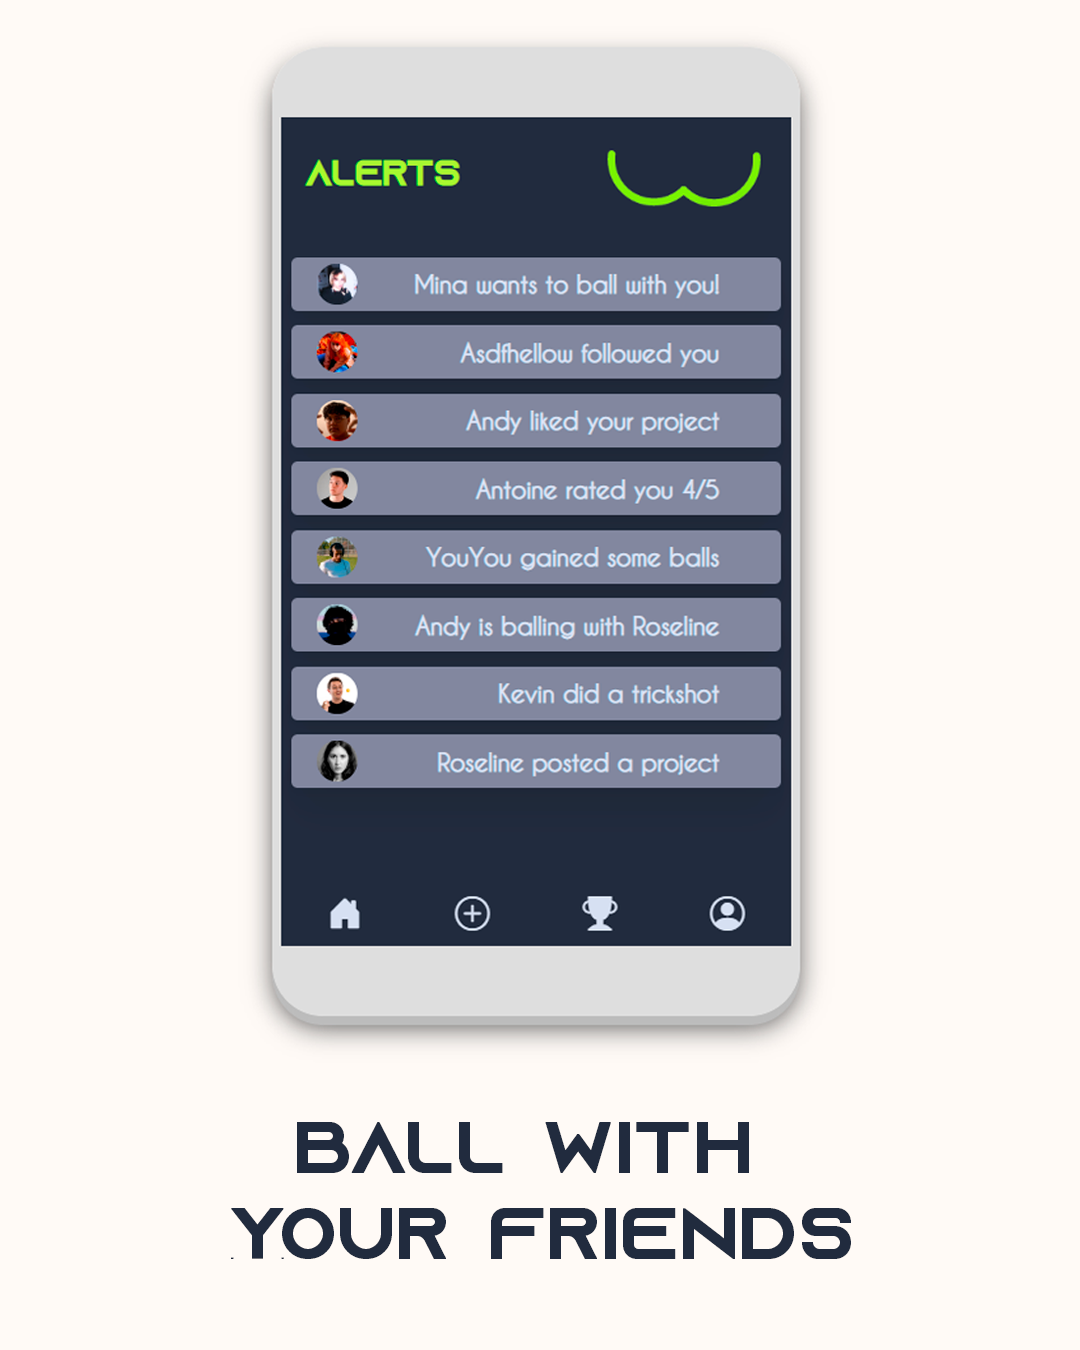 ALERTS
Mina wants to ball with you!
Asdfhellow followed you
Andy liked your project
Antoine rated you 4/5
YouYou gained some balls
Andy is balling with Roseline
Kevin did a trickshot
Roseline posted a project
BALL WITH
YOUR FRIENDS